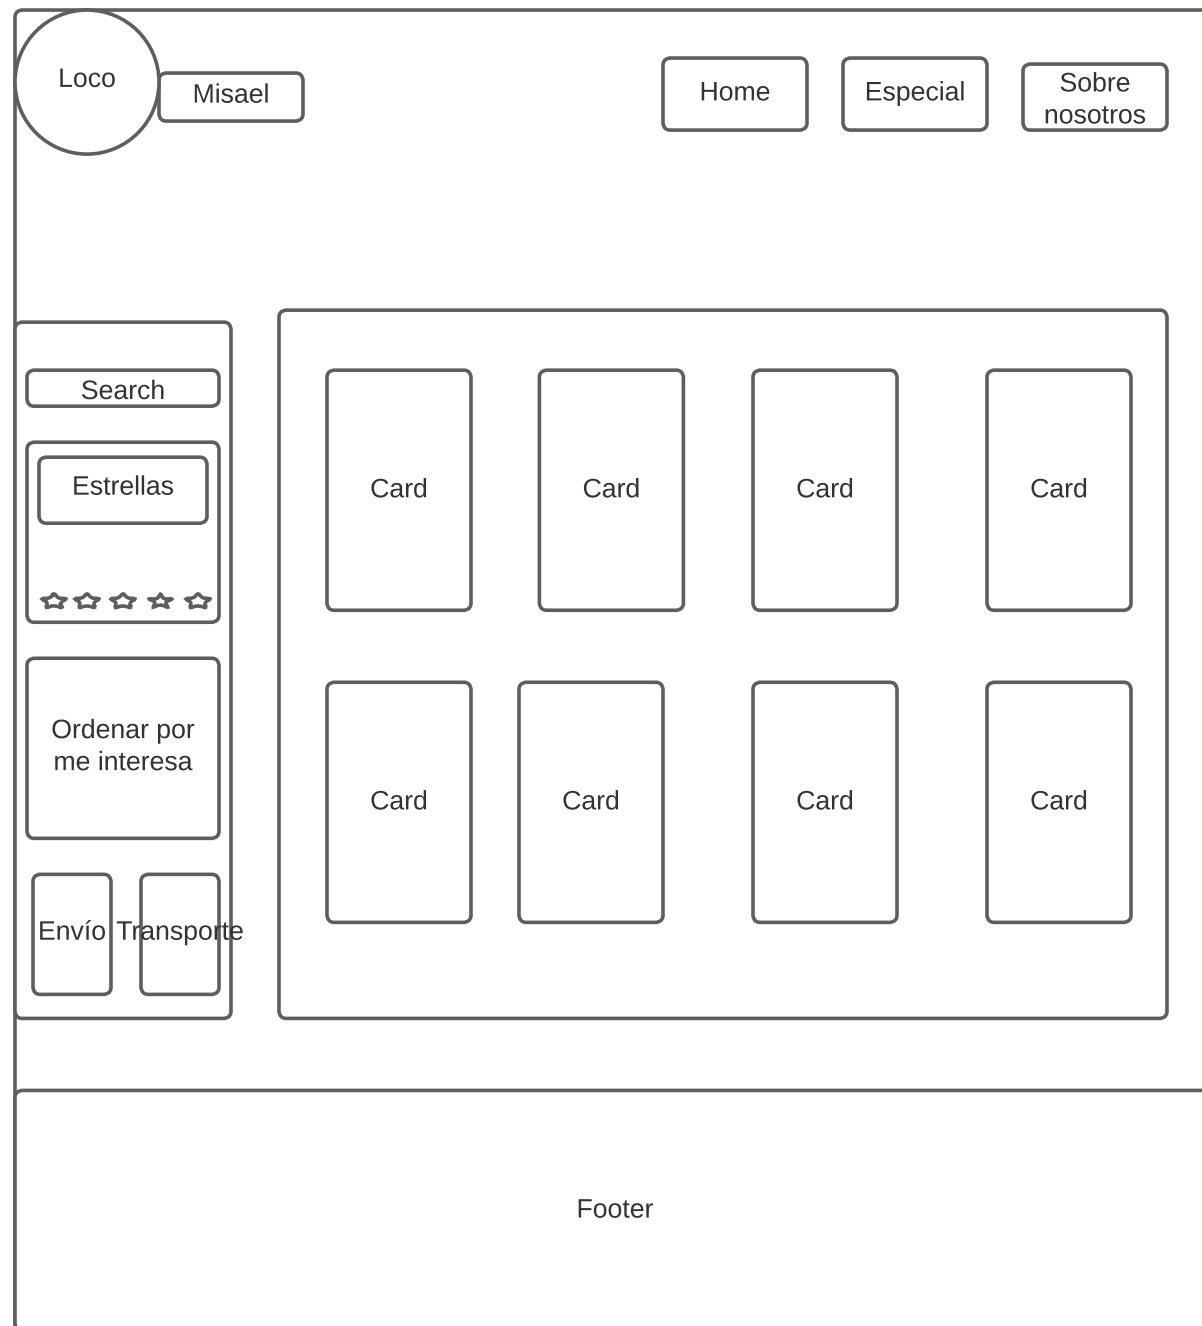 Loco
Misael
Home
Especial
Sobre
nosotros
Search
Estrellas
Ordenar por
me interesa
Envío
Transporte
Card
Card
Card
Card
Card
Card
Card
Card
Footer